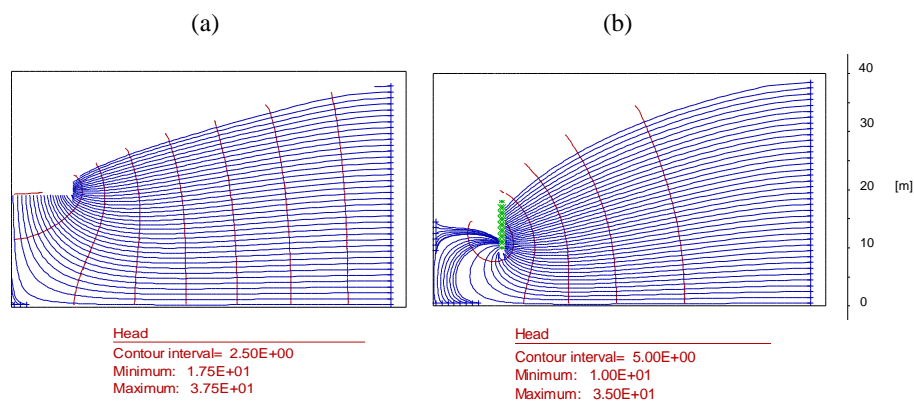 (a)
(b)
40
30
20
[m]
10
0
Head
Contour interval= 2.50E+00
Minimum: 1.75E+01
Maximum: 3.75E+01
Head
Contour interval= 5.00E+00
Minimum: 1.00E+01
Maximum: 3.50E+01